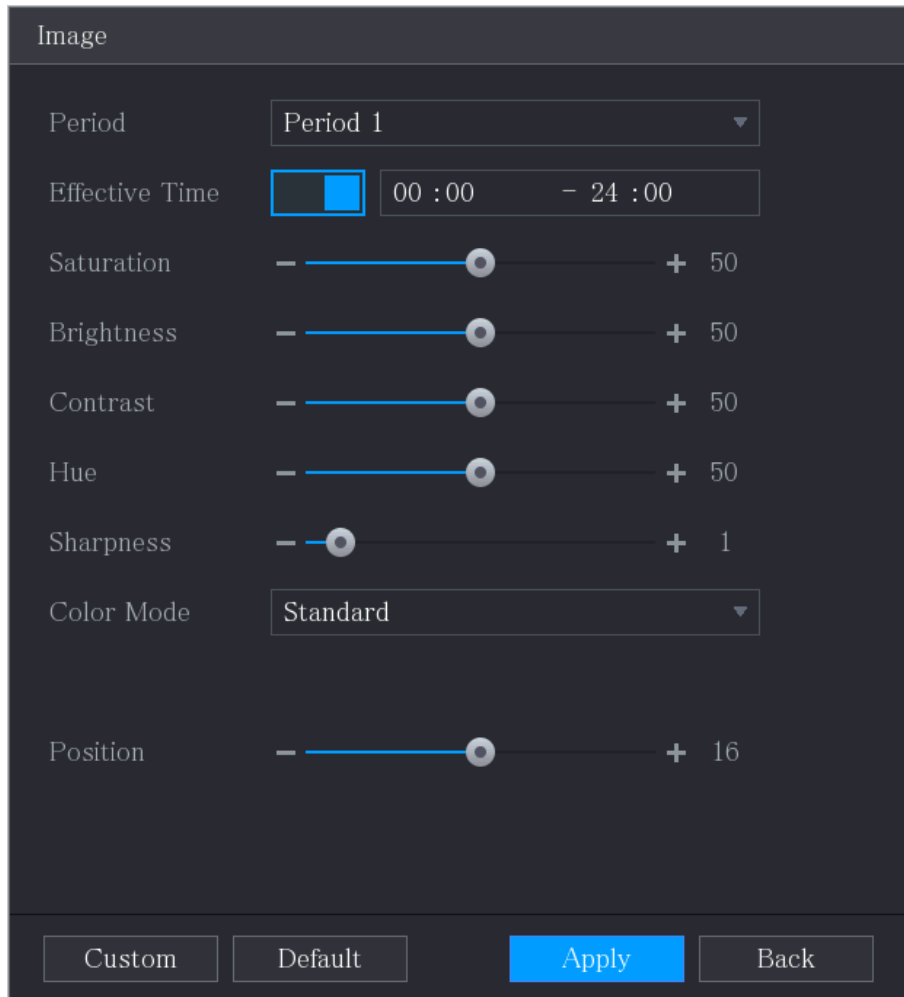 Image
Period Period 1
Effective Time 00 :00 - 24 :00
Saturation 50
Brightness 50
Contrast 50
Hue 50
Sharpness 1
Color Mode Standard
Position 16
Custom Default Apply Back